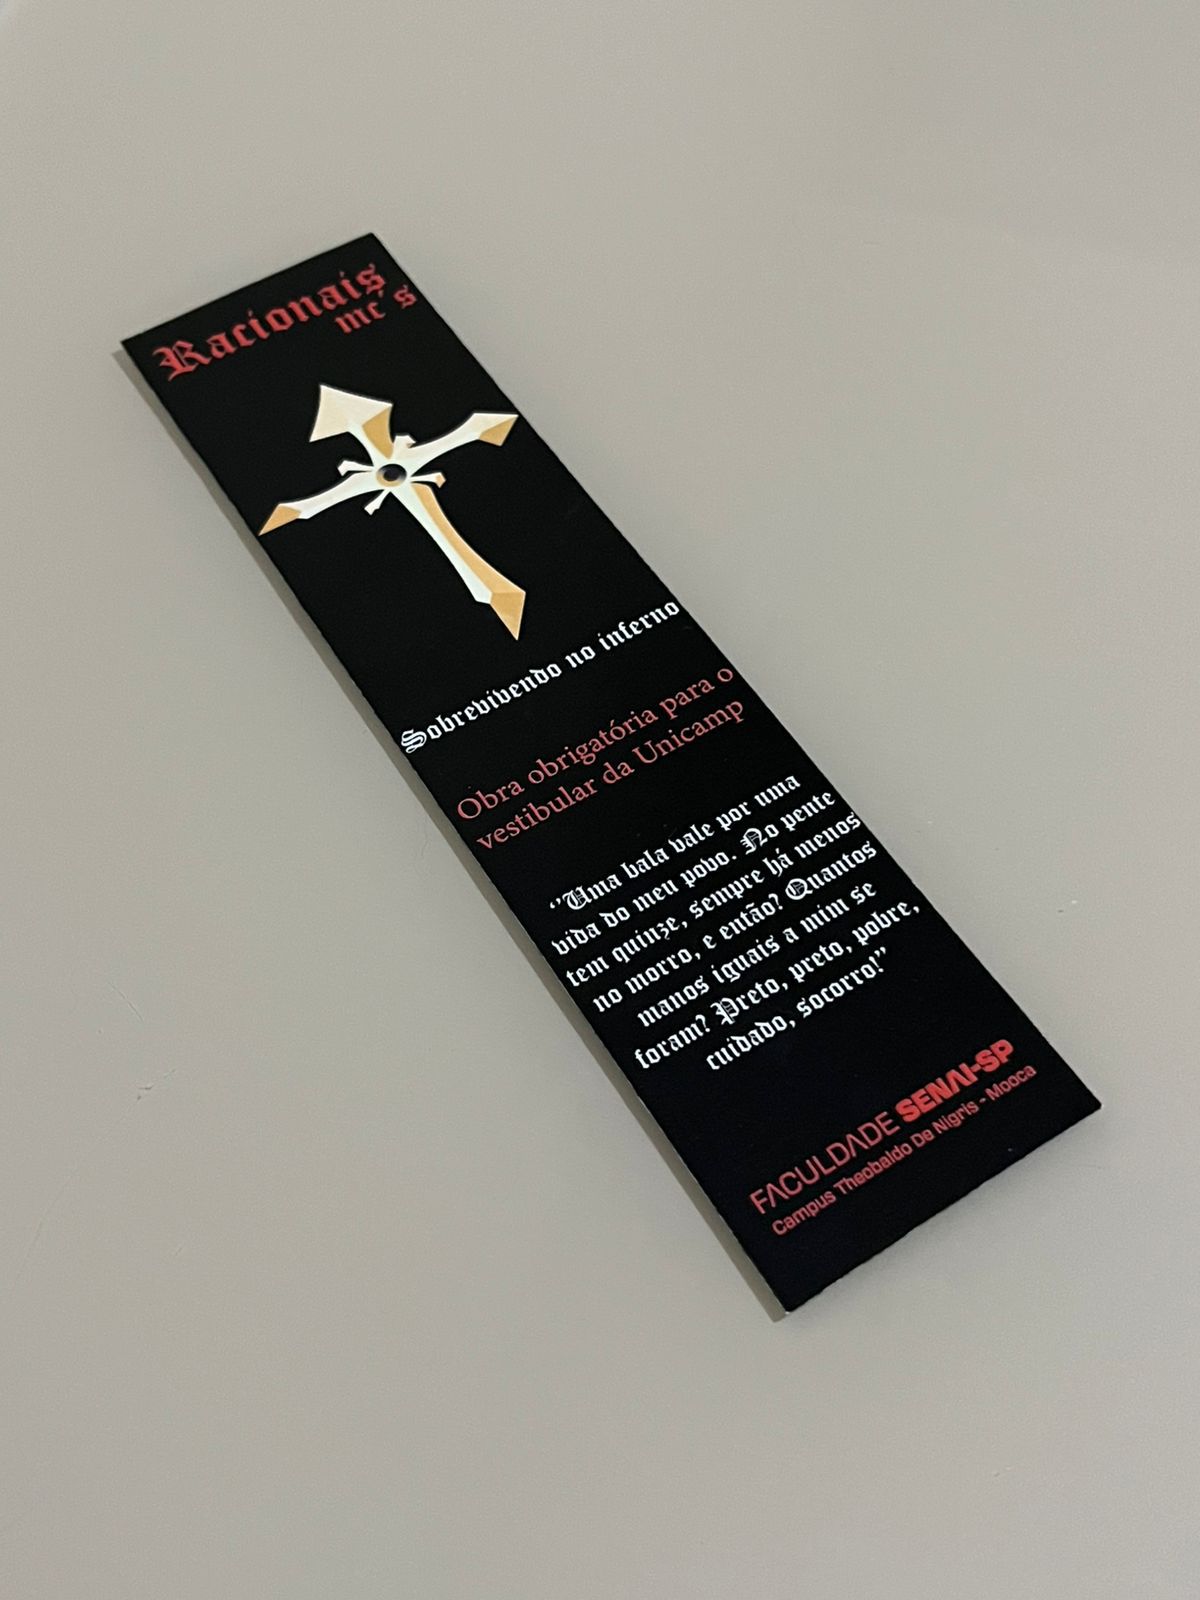 Racionais
mc's
Sobrevivendo no inferno
Obra obrigatória para o
vestibular da Unicamp
“Uma bala vale por uma
vida do meu povo. No pente
tem quinze, sempre há menos
no morro, e então? Quantos
manos iguais a mim se
foram? Preto, preto, pobre,
cuidado, socorro!”
FACULDADE SENAI-SP
Campus Theobaldo De Nigris - Mooca